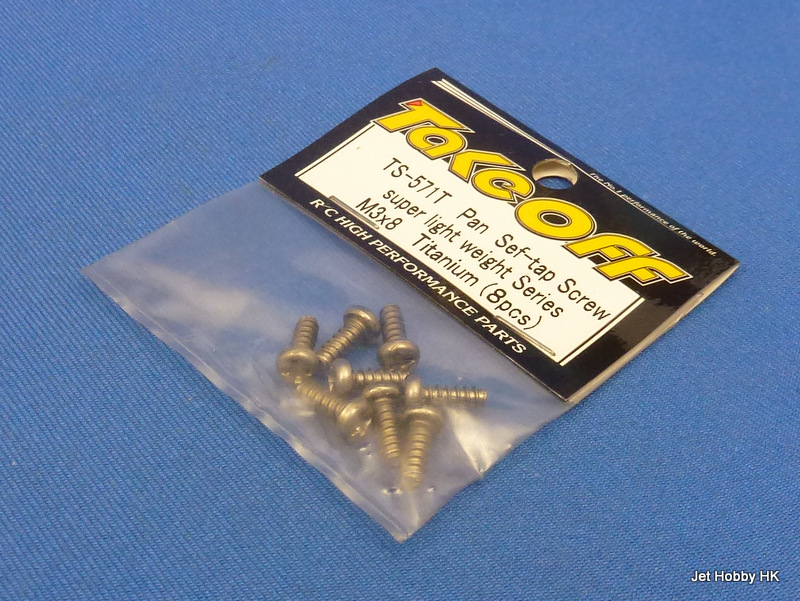 TakeOff
The No.1 performance of the world.
TS-571T Pan Sef-tap Screw
super light weight Series
M3x8 Titanium (8pcs)
R/C HIGH PERFORMANCE PARTS
Jet Hobby HK